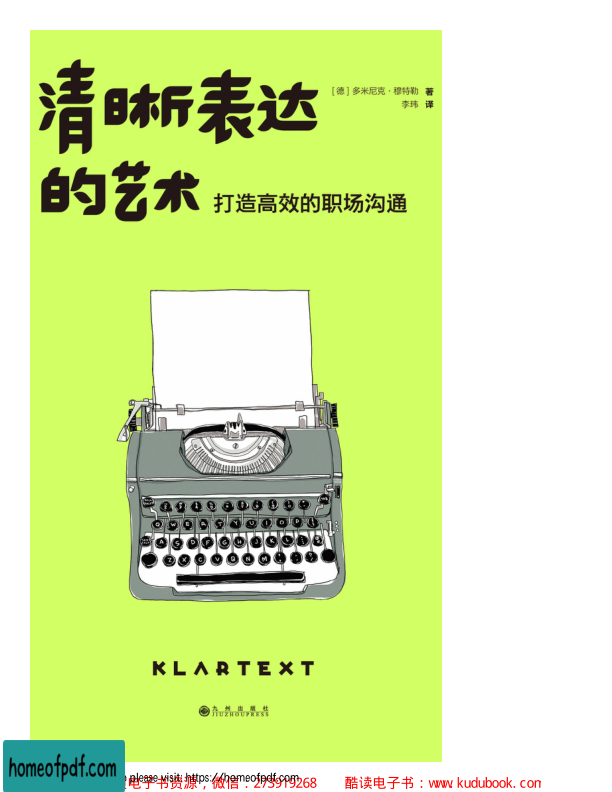 清晰表达
[ 德 ] 多米尼克 · 穆特勒 著
李玮 译
的艺术 打造高效的职场沟通
Q W E R T Y U I O P
A S D F G H J K L
Z X C V B N M
KLARTEXT
九州出版社
JIUZHOUPRESS
homeofpdf.com
please visit: https://homeofpdf.com
电子书资源，微信：273919268 酷读电子书：www.kudubook.com